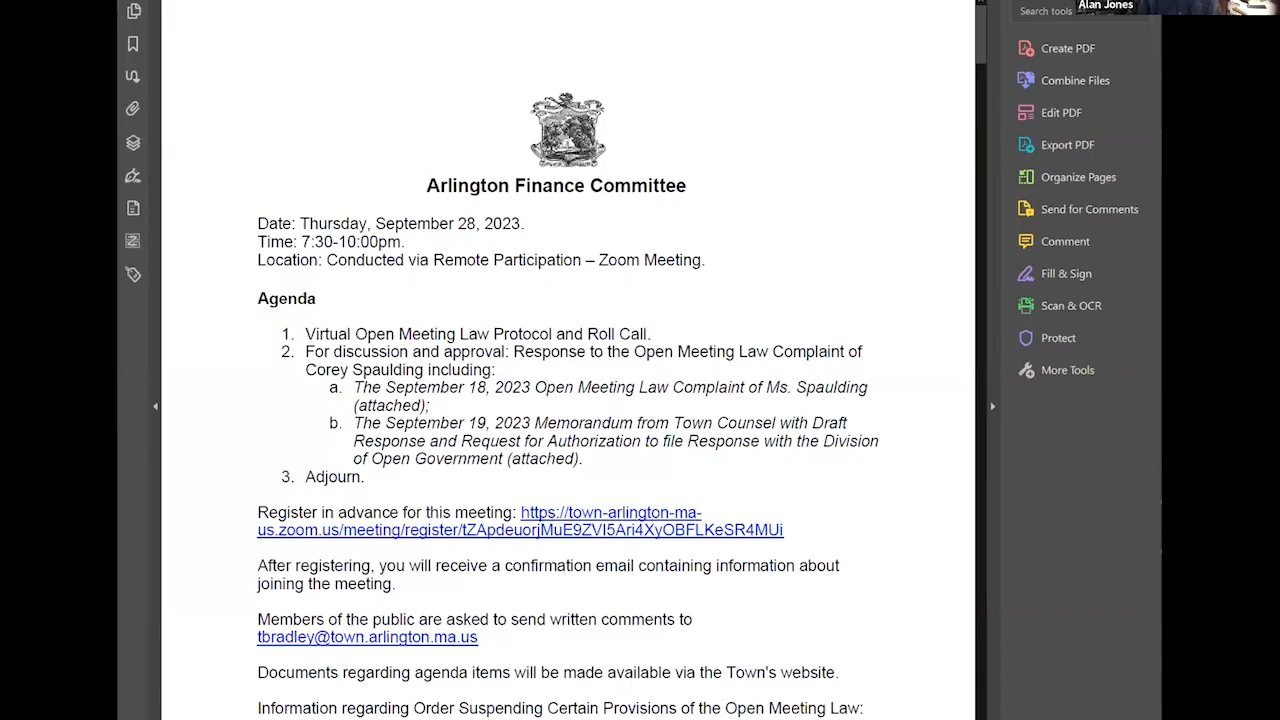 Alan Jones
Search tools
Create PDF
Combine Files
Edit PDF
Export PDF
Organize Pages
Send for Comments
Comment
Fill & Sign
Scan & OCR
Protect
More Tools
Arlington Finance Committee
Date: Thursday, September 28, 2023.
Time: 7:30-10:00pm.
Location: Conducted via Remote Participation – Zoom Meeting.
Agenda
1. Virtual Open Meeting Law Protocol and Roll Call.
2. For discussion and approval: Response to the Open Meeting Law Complaint of
Corey Spaulding including:
a. The September 18, 2023 Open Meeting Law Complaint of Ms. Spaulding
(attached);
b. The September 19, 2023 Memorandum from Town Counsel with Draft
Response and Request for Authorization to file Response with the Division
of Open Government (attached).
3. Adjourn.
Register in advance for this meeting: https://town-arlington-ma-
us.zoom.us/meeting/register/tZApdeuorjMuE9ZVI5Ari4XyOBFLKeSR4MUi
After registering, you will receive a confirmation email containing information about
joining the meeting.
Members of the public are asked to send written comments to
tbradley@town.arlington.ma.us
Documents regarding agenda items will be made available via the Town's website.
Information regarding Order Suspending Certain Provisions of the Open Meeting Law: